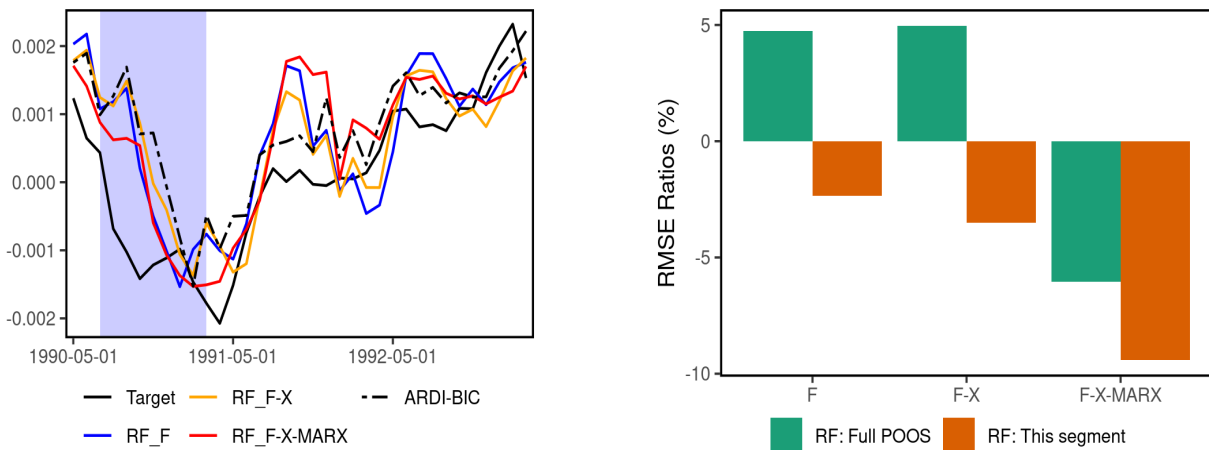 0.002
0.001
0.000
-0.001
-0.002
1990-05-01
1991-05-01
1992-05-01
Target
RF_F-X
ARDI-BIC
RF_F
RF_F-X-MARX
RMSE Ratios (%)
5
0
-5
-10
F
F-X
F-X-MARX
RF: Full POOS
RF: This segment